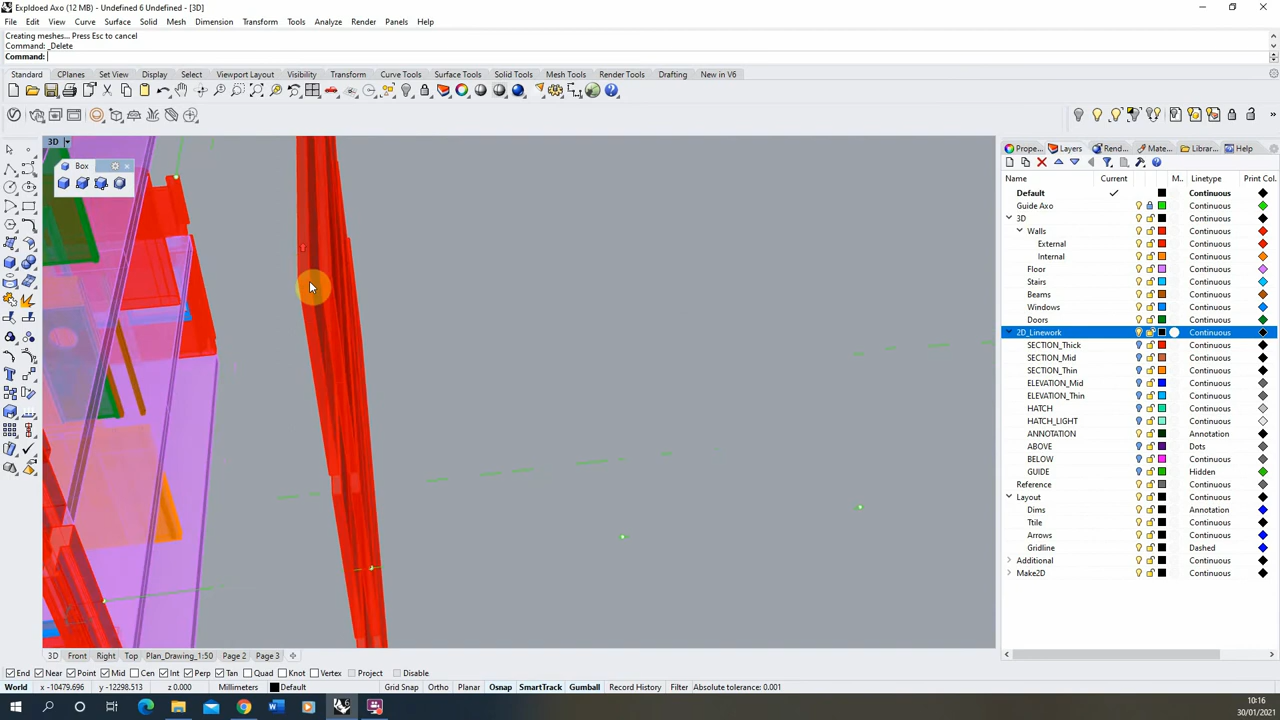 Expldoed Axo (12 MB) - Undefined 6 Undefined - [3D]
File Edit View Curve Surface Solid Mesh Dimension Transform Tools Analyze Render Panels Help
Creating meshes... Press Esc to cancel
Command: _Delete
Command:
Standard CPlanes Set View Display Select Viewport Layout Visibility Transform Curve Tools Surface Tools Solid Tools Mesh Tools Render Tools Drafting New in V6
3D
Box
Prope... Layers Rend... Mate... Librar... Help
Name Current M... Linetype Print Col.
Default Continuous
Guide Axo Continuous
3D Continuous
Walls Continuous
External Continuous
Internal Continuous
Floor Continuous
Stairs Continuous
Beams Continuous
Windows Continuous
Doors Continuous
2D_Linework Continuous
SECTION_Thick Continuous
SECTION_Mid Continuous
SECTION_Thin Continuous
ELEVATION_Mid Continuous
ELEVATION_Thin Continuous
HATCH Continuous
HATCH_LIGHT Continuous
ANNOTATION Annotation
ABOVE Dots
BELOW Continuous
GUIDE Hidden
Reference Continuous
Layout Continuous
Dims Annotation
Ttile Continuous
Arrows Continuous
Gridline Dashed
Additional Continuous
Make2D Continuous
3D Front Right Top Plan_Drawing_1:50 Page 2 Page 3
End Near Point Mid Cen Int Perp Tan Quad Knot Vertex Project Disable
World x -10479.696 y -12298.513 z 0.000 Millimeters Default Grid Snap Ortho Planar Osnap SmartTrack Gumball Record History Filter Absolute tolerance: 0.001
10:16
30/01/2021